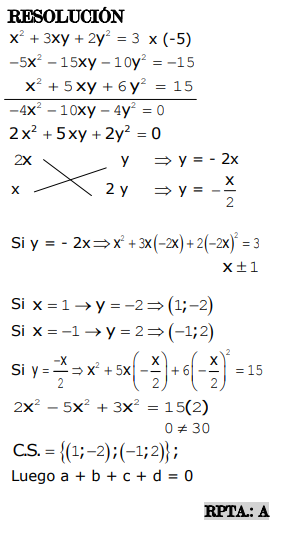 RESOLUCIÓN
x² + 3xy + 2y² = 3 x (-5)
−5x² − 15xy − 10y² = −15
x² + 5xy + 6y² = 15
−4x² − 10xy − 4y² = 0
2x² + 5xy + 2y² = 0
2x y ⇒ y = - 2x
x 2 y ⇒ y = −x/2
Si y = - 2x ⇒ x² + 3x(−2x) + 2(−2x)² = 3
x ± 1
Si x = 1 → y = −2 ⇒ (1;−2)
Si x = −1 → y = 2 ⇒ (−1;2)
Si y = −x/2 ⇒ x² + 5x(−x/2) + 6(−x/2)² = 15
2x² − 5x² + 3x² = 15(2)
0 ≠ 30
C.S. = {(1;−2);(−1;2)};
Luego a + b + c + d = 0
RPTA.: A